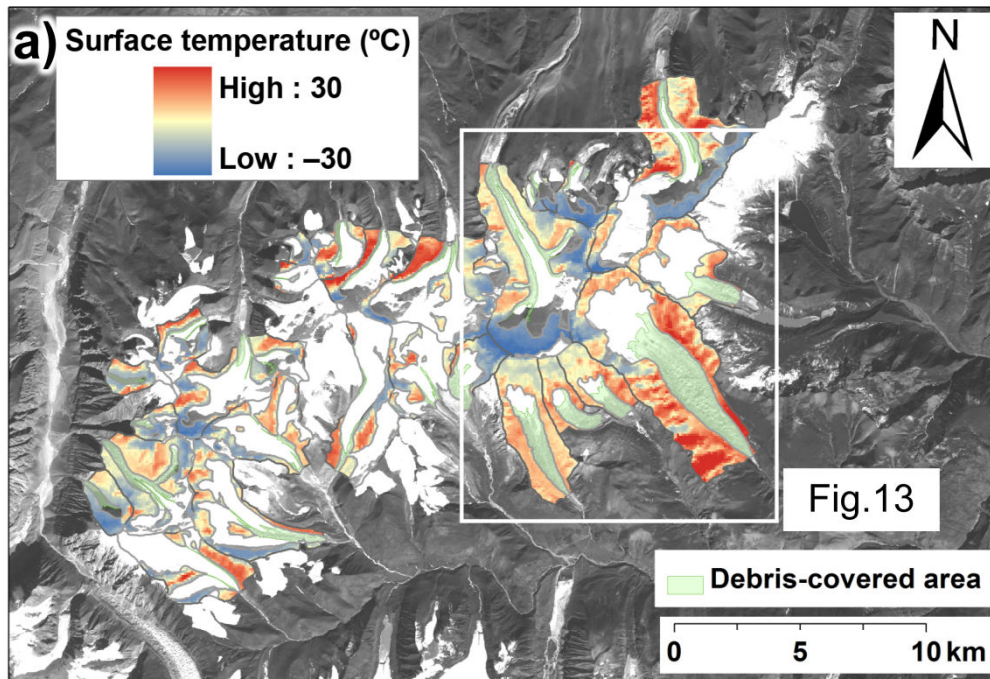 a) Surface temperature (ºC)
High : 30
Low : –30
N
Fig.13
Debris-covered area
0 5 10 km